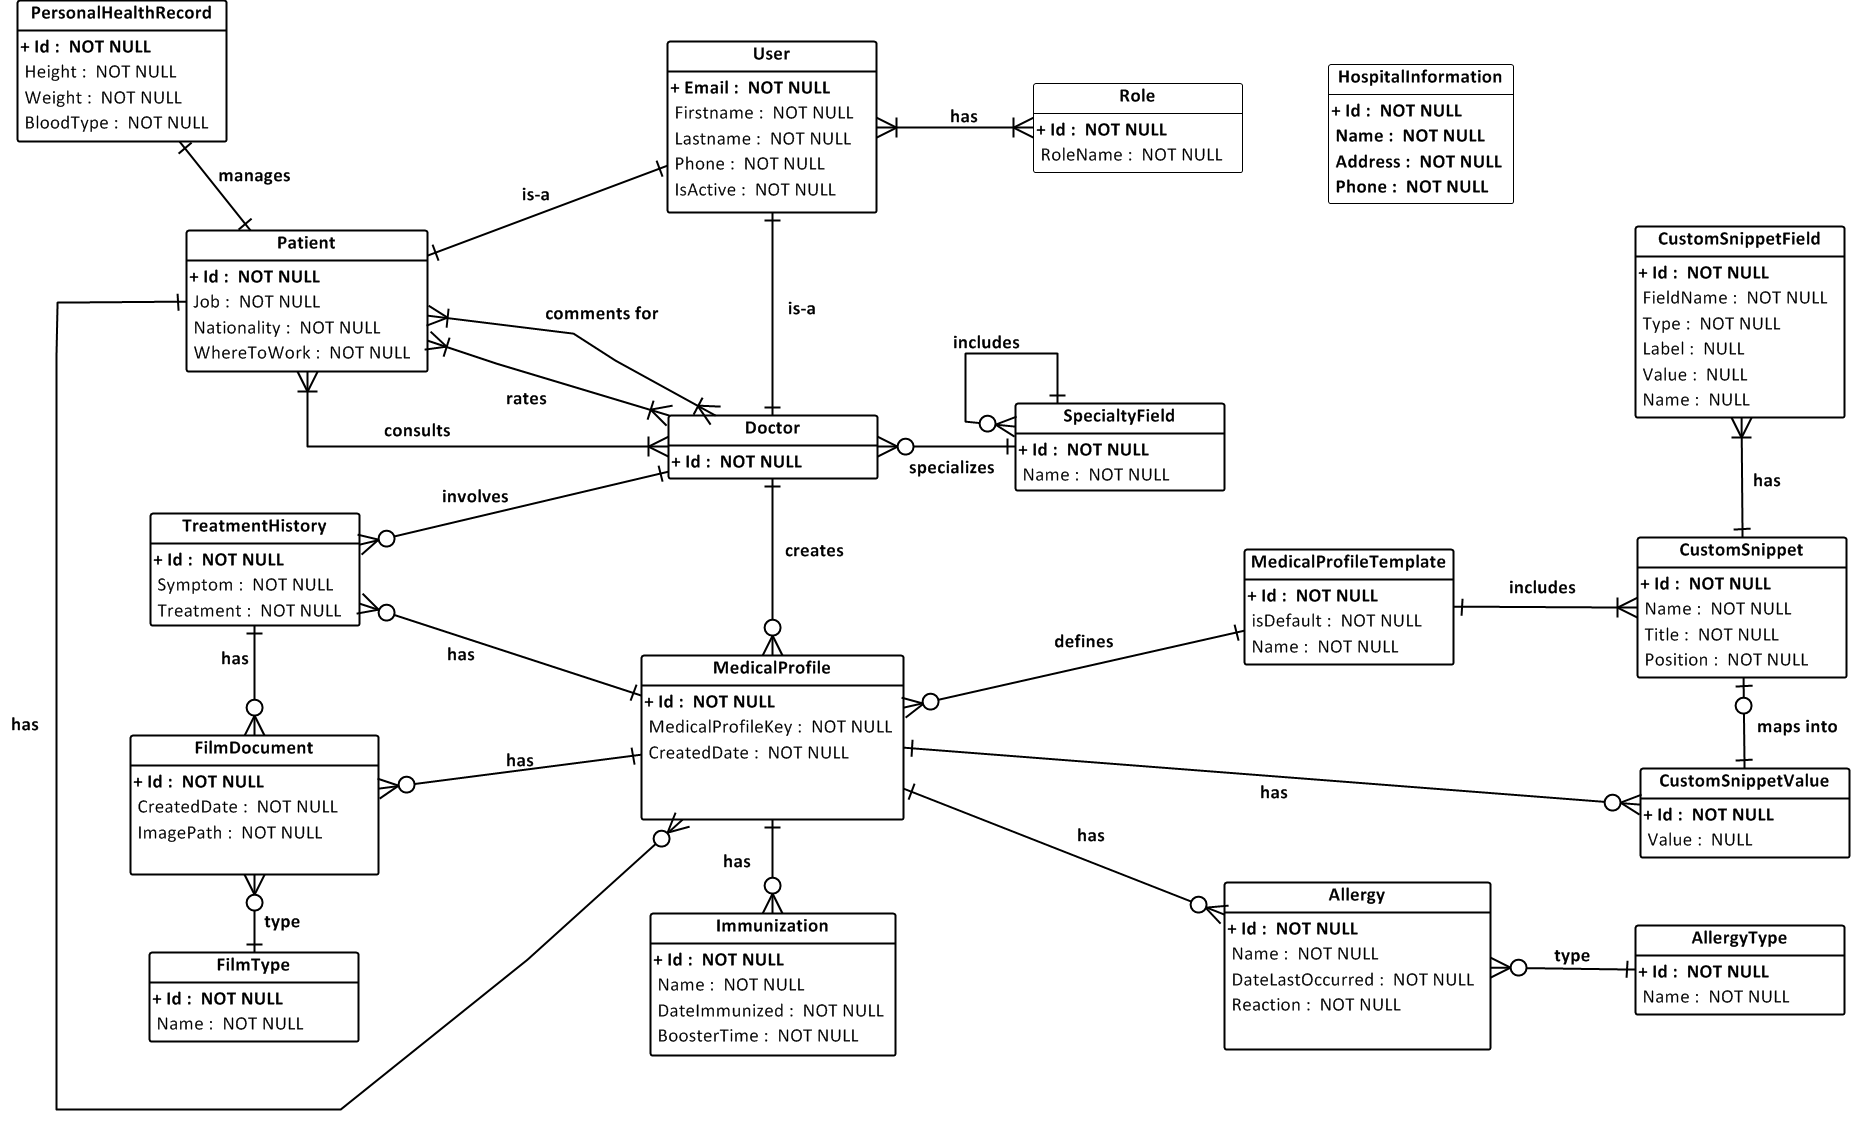 PersonalHealthRecord
+ Id : NOT NULL
Height : NOT NULL
Weight : NOT NULL
BloodType : NOT NULL
manages
User
+ Email : NOT NULL
Firstname : NOT NULL
Lastname : NOT NULL
Phone : NOT NULL
IsActive : NOT NULL
has
Role
+ Id : NOT NULL
RoleName : NOT NULL
HospitalInformation
+ Id : NOT NULL
Name : NOT NULL
Address : NOT NULL
Phone : NOT NULL
is-a
Patient
+ Id : NOT NULL
Job : NOT NULL
Nationality : NOT NULL
WhereToWork : NOT NULL
comments for
is-a
rates
consults
includes
Doctor
+ Id : NOT NULL
specializes
SpecialtyField
+ Id : NOT NULL
Name : NOT NULL
CustomSnippetField
+ Id : NOT NULL
FieldName : NOT NULL
Type : NOT NULL
Label : NULL
Value : NULL
Name : NULL
has
involves
TreatmentHistory
+ Id : NOT NULL
Symptom : NOT NULL
Treatment : NOT NULL
creates
MedicalProfileTemplate
+ Id : NOT NULL
isDefault : NOT NULL
Name : NOT NULL
includes
CustomSnippet
+ Id : NOT NULL
Name : NOT NULL
Title : NOT NULL
Position : NOT NULL
has
has
defines
MedicalProfile
+ Id : NOT NULL
MedicalProfileKey : NOT NULL
CreatedDate : NOT NULL
has
maps into
FilmDocument
+ Id : NOT NULL
CreatedDate : NOT NULL
ImagePath : NOT NULL
has
has
CustomSnippetValue
+ Id : NOT NULL
Value : NULL
has
has
type
FilmType
+ Id : NOT NULL
Name : NOT NULL
Immunization
+ Id : NOT NULL
Name : NOT NULL
DateImmunized : NOT NULL
BoosterTime : NOT NULL
Allergy
+ Id : NOT NULL
Name : NOT NULL
DateLastOccurred : NOT NULL
Reaction : NOT NULL
type
AllergyType
+ Id : NOT NULL
Name : NOT NULL